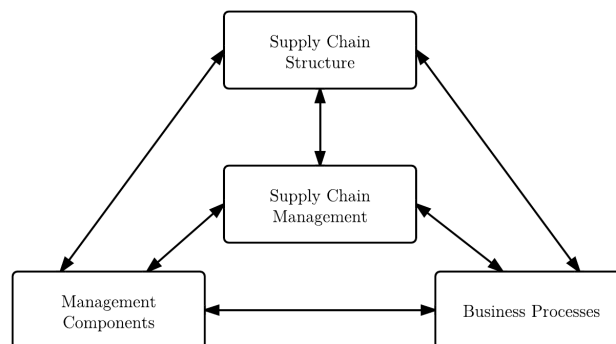 Supply Chain
Structure
Supply Chain
Management
Management
Components
Business Processes